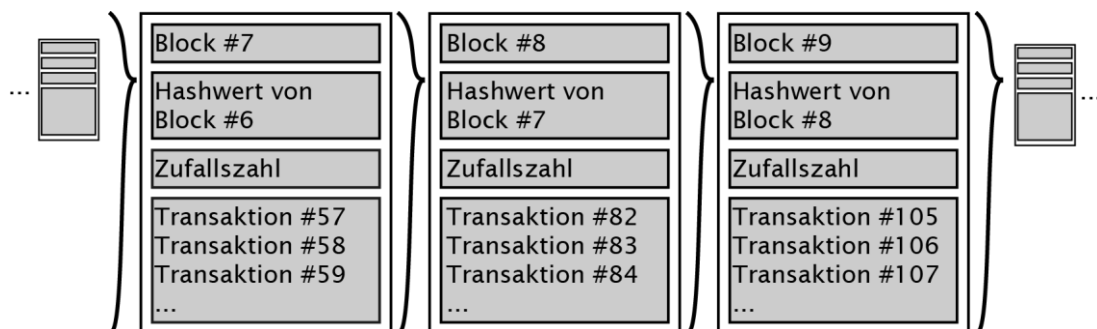 ...
Block #7
Hashwert von
Block #6
Zufallszahl
Transaktion #57
Transaktion #58
Transaktion #59
...
Block #8
Hashwert von
Block #7
Zufallszahl
Transaktion #82
Transaktion #83
Transaktion #84
...
Block #9
Hashwert von
Block #8
Zufallszahl
Transaktion #105
Transaktion #106
Transaktion #107
...
...